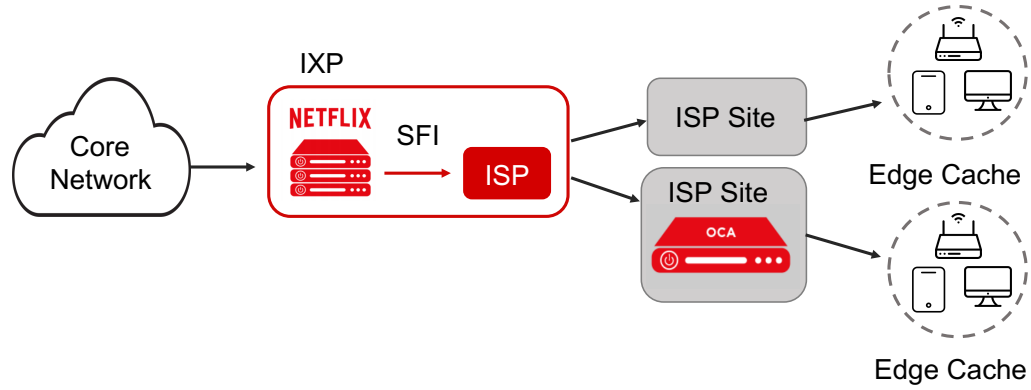 IXP
NETFLIX
SFI
ISP
Core
Network
ISP Site
Edge Cache
ISP Site
OCA
Edge Cache